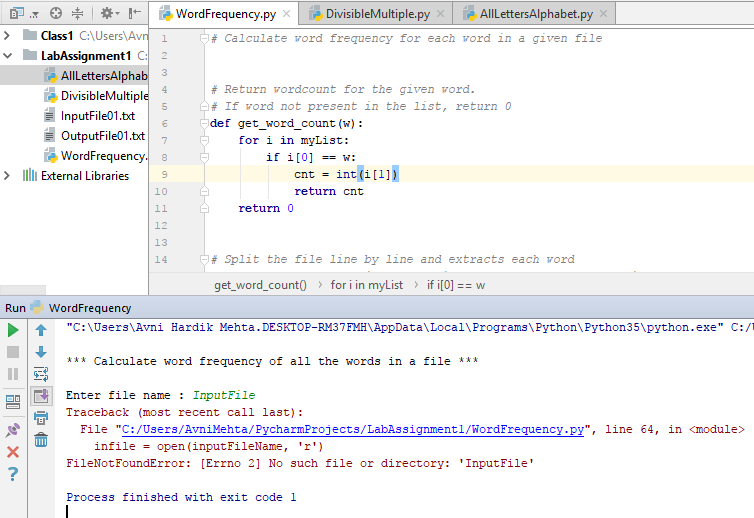 WordFrequency.py
DivisibleMultiple.py
AllLettersAlphabet.py
Class1 C:\Users\Avn
LabAssignment1 C:
AllLettersAlphab
DivisibleMultiple
InputFile01.txt
OutputFile01.txt
WordFrequency.
External Libraries
1 # Calculate word frequency for each word in a given file
2
3
4 # Return wordcount for the given word.
5 # If word not present in the list, return 0
6 def get_word_count(w):
7 for i in myList:
8 if i[0] == w:
9 cnt = int(i[1])
10 return cnt
11 return 0
12
13
14 # Split the file line by line and extracts each word
get_word_count() › for i in myList › if i[0] == w
Run WordFrequency
"C:\Users\Avni Hardik Mehta.DESKTOP-RM37FMH\AppData\Local\Programs\Python\Python35\python.exe" C:/U
*** Calculate word frequency of all the words in a file ***
Enter file name : InputFile
Traceback (most recent call last):
File "C:/Users/AvniMehta/PycharmProjects/LabAssignment1/WordFrequency.py", line 64, in <module>
infile = open(inputFileName, 'r')
FileNotFoundError: [Errno 2] No such file or directory: 'InputFile'
Process finished with exit code 1